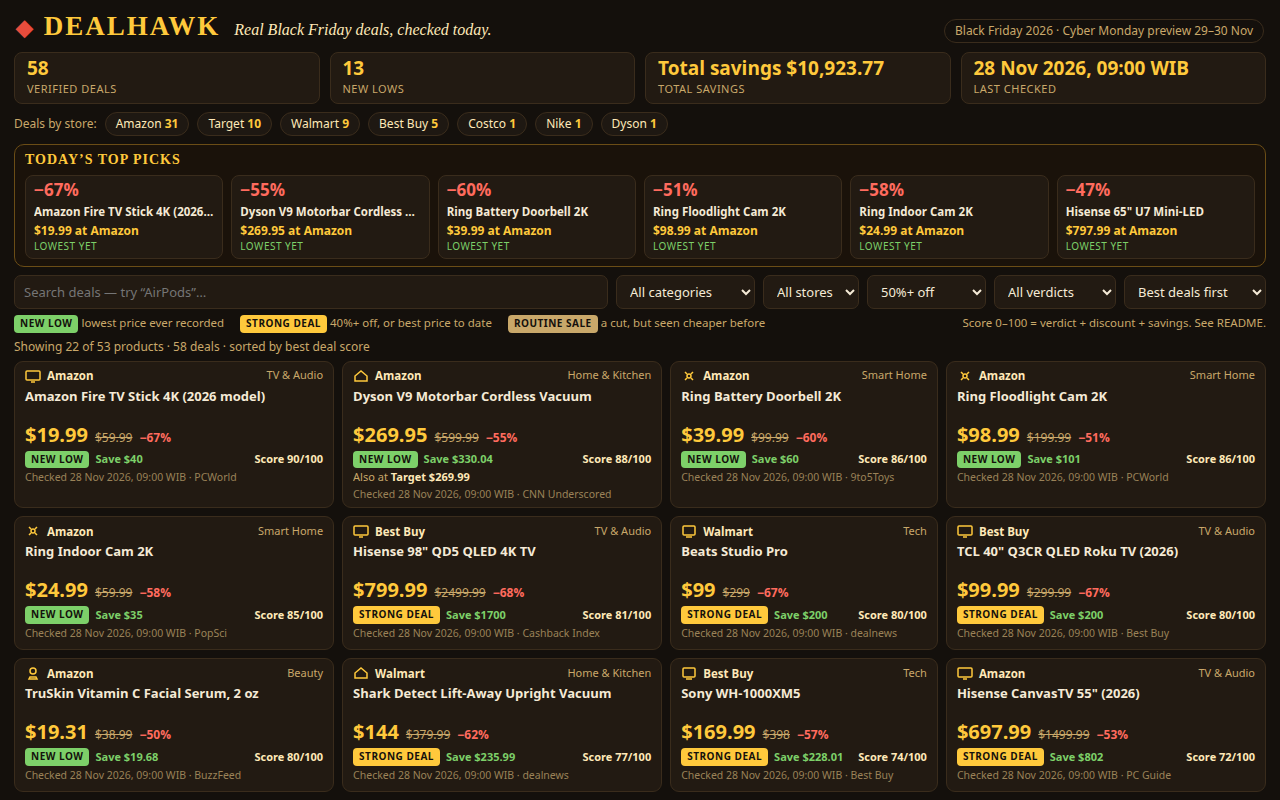 DEALHAWK Real Black Friday deals, checked today. Black Friday 2026 · Cyber Monday preview 29–30 Nov
58
VERIFIED DEALS
13
NEW LOWS
Total savings $10,923.77
TOTAL SAVINGS
28 Nov 2026, 09:00 WIB
LAST CHECKED
Deals by store: Amazon 31 Target 10 Walmart 9 Best Buy 5 Costco 1 Nike 1 Dyson 1
TODAY'S TOP PICKS
−67%
Amazon Fire TV Stick 4K (2026...
$19.99 at Amazon
LOWEST YET
−55%
Dyson V9 Motorbar Cordless ...
$269.95 at Amazon
LOWEST YET
−60%
Ring Battery Doorbell 2K
$39.99 at Amazon
LOWEST YET
−51%
Ring Floodlight Cam 2K
$98.99 at Amazon
LOWEST YET
−58%
Ring Indoor Cam 2K
$24.99 at Amazon
LOWEST YET
−47%
Hisense 65" U7 Mini-LED
$797.99 at Amazon
LOWEST YET
Search deals — try “AirPods”... All categories All stores 50%+ off All verdicts Best deals first
NEW LOW lowest price ever recorded STRONG DEAL 40%+ off, or best price to date ROUTINE SALE a cut, but seen cheaper before Score 0–100 = verdict + discount + savings. See README.
Showing 22 of 53 products · 58 deals · sorted by best deal score
Amazon TV & Audio
Amazon Fire TV Stick 4K (2026 model)
$19.99 $59.99 −67%
NEW LOW Save $40 Score 90/100
Checked 28 Nov 2026, 09:00 WIB · PCWorld
Amazon Home & Kitchen
Dyson V9 Motorbar Cordless Vacuum
$269.95 $599.99 −55%
NEW LOW Save $330.04 Score 88/100
Also at Target $269.99
Checked 28 Nov 2026, 09:00 WIB · CNN Underscored
Amazon Smart Home
Ring Battery Doorbell 2K
$39.99 $99.99 −60%
NEW LOW Save $60 Score 86/100
Checked 28 Nov 2026, 09:00 WIB · 9to5Toys
Amazon Smart Home
Ring Floodlight Cam 2K
$98.99 $199.99 −51%
NEW LOW Save $101 Score 86/100
Checked 28 Nov 2026, 09:00 WIB · PCWorld
Amazon Smart Home
Ring Indoor Cam 2K
$24.99 $59.99 −58%
NEW LOW Save $35 Score 85/100
Checked 28 Nov 2026, 09:00 WIB · PopSci
Best Buy TV & Audio
Hisense 98" QD5 QLED 4K TV
$799.99 $2499.99 −68%
STRONG DEAL Save $1700 Score 81/100
Checked 28 Nov 2026, 09:00 WIB · Cashback Index
Walmart Tech
Beats Studio Pro
$99 $299 −67%
STRONG DEAL Save $200 Score 80/100
Checked 28 Nov 2026, 09:00 WIB · dealnews
Best Buy TV & Audio
TCL 40" Q3CR QLED Roku TV (2026)
$99.99 $299.99 −67%
STRONG DEAL Save $200 Score 80/100
Checked 28 Nov 2026, 09:00 WIB · Best Buy
Amazon Beauty
TruSkin Vitamin C Facial Serum, 2 oz
$19.31 $38.99 −50%
NEW LOW Save $19.68 Score 80/100
Checked 28 Nov 2026, 09:00 WIB · BuzzFeed
Walmart Home & Kitchen
Shark Detect Lift-Away Upright Vacuum
$144 $379.99 −62%
STRONG DEAL Save $235.99 Score 77/100
Checked 28 Nov 2026, 09:00 WIB · dealnews
Best Buy Tech
Sony WH-1000XM5
$169.99 $398 −57%
STRONG DEAL Save $228.01 Score 74/100
Checked 28 Nov 2026, 09:00 WIB · Best Buy
Amazon TV & Audio
Hisense CanvasTV 55" (2026)
$697.99 $1499.99 −53%
STRONG DEAL Save $802 Score 72/100
Checked 28 Nov 2026, 09:00 WIB · PC Guide